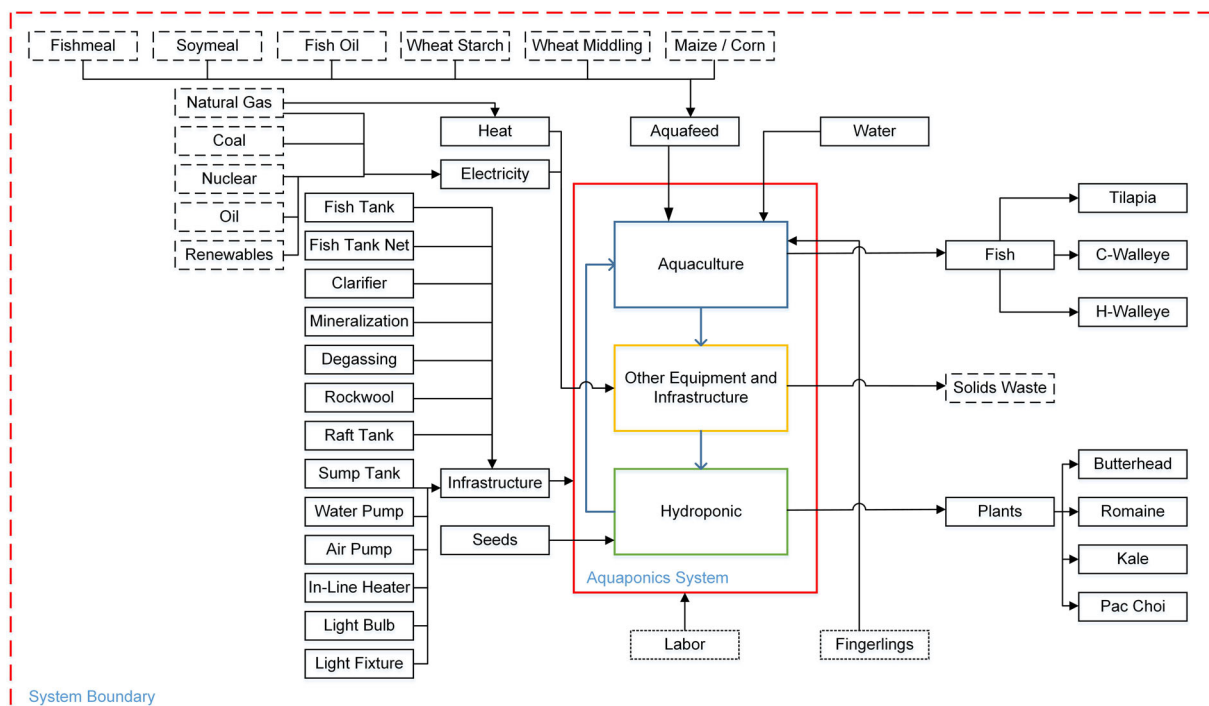 Fishmeal
Soymeal
Fish Oil
Wheat Starch
Wheat Middling
Maize / Corn
Natural Gas
Coal
Nuclear
Oil
Renewables
Heat
Electricity
Aquafeed
Water
Fish Tank
Fish Tank Net
Clarifier
Mineralization
Degassing
Rockwool
Raft Tank
Sump Tank
Water Pump
Air Pump
In-Line Heater
Light Bulb
Light Fixture
Infrastructure
Seeds
Aquaculture
Other Equipment and
Infrastructure
Hydroponic
Aquaponics System
Labor
Fingerlings
Fish
Tilapia
C-Walleye
H-Walleye
Solids Waste
Plants
Butterhead
Romaine
Kale
Pac Choi
System Boundary